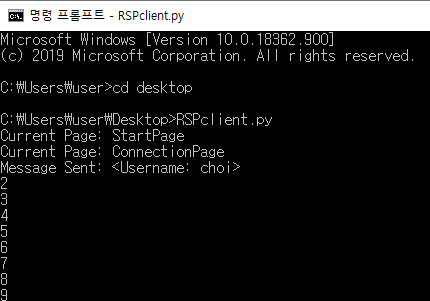 명령 프롬프트 - RSPclient.py
Microsoft Windows [Version 10.0.18362.900]
(c) 2019 Microsoft Corporation. All rights reserved.
C:₩Users₩user>cd desktop
C:₩Users₩user₩Desktop>RSPclient.py
Current Page: StartPage
Current Page: ConnectionPage
Message Sent: <Username: choi>
2
3
4
5
6
7
8
9